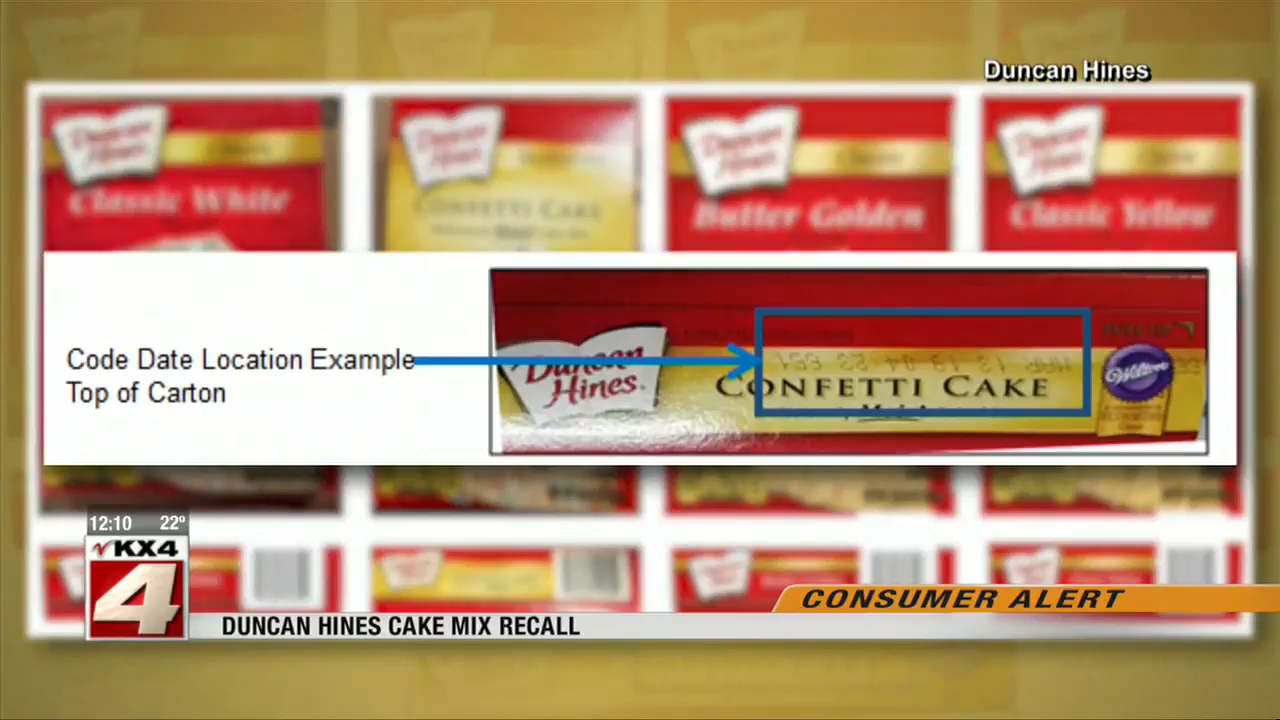 Duncan Hines
Duncan Hines
Classic White
Duncan Hines
CONFETTI CAKE
Duncan Hines
Butter Golden
Duncan Hines
Classic Yellow
Code Date Location Example
Top of Carton
Duncan
Hines
CONFETTI CAKE
Wilton
12:10 22º
KX4
4
CONSUMER ALERT
DUNCAN HINES CAKE MIX RECALL